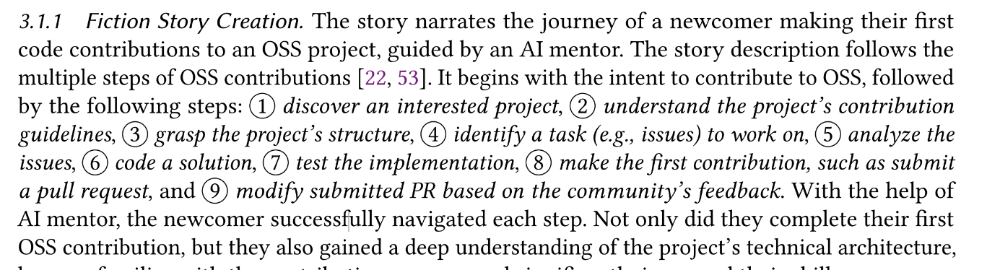 3.1.1 Fiction Story Creation. The story narrates the journey of a newcomer making their first
code contributions to an OSS project, guided by an AI mentor. The story description follows the
multiple steps of OSS contributions [22, 53]. It begins with the intent to contribute to OSS, followed
by the following steps: ① discover an interested project, ② understand the project's contribution
guidelines, ③ grasp the project's structure, ④ identify a task (e.g., issues) to work on, ⑤ analyze the
issues, ⑥ code a solution, ⑦ test the implementation, ⑧ make the first contribution, such as submit
a pull request, and ⑨ modify submitted PR based on the community's feedback. With the help of
AI mentor, the newcomer successfully navigated each step. Not only did they complete their first
OSS contribution, but they also gained a deep understanding of the project's technical architecture,